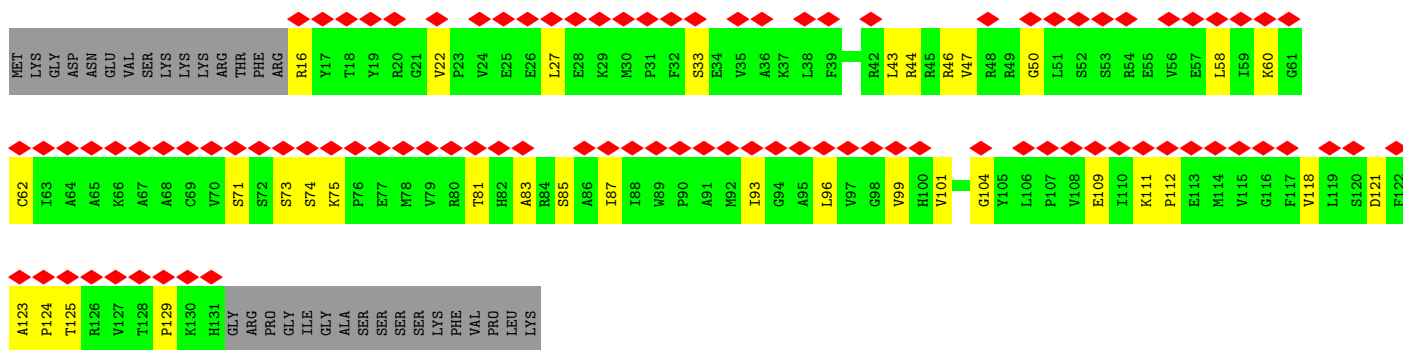 MET LYS GLY ASP ASN GLU VAL SER LYS LYS LYS ARG THR PHE ARG R16 Y17 T18 Y19 R20 G21 V22 P23 V24 E25 E26 L27 E28 K29 M30 P31 F32 S33 E34 V35 A36 K37 L38 F39 R42 L43 R44 R45 R46 V47 R48 R49 G50 L51 S52 S53 R54 E55 V56 E57 L58 I59 K60 G61
C62 I63 A64 A65 K66 A67 A68 C69 V70 S71 S72 S73 S74 K75 P76 E77 M78 V79 R80 T81 H82 A83 R84 S85 A86 I87 I88 W89 P90 A91 M92 I93 G94 A95 L96 V97 G98 V99 H100 V101 G104 Y105 L106 P107 V108 E109 I110 K111 P112 E113 M114 V115 G116 F117 V118 L119 S120 D121 F122
A123 P124 T125 R126 V127 T128 P129 K130 H131 GLY ARG PRO GLY ILE GLY ALA SER SER SER SER LYS PHE VAL PRO LEU LYS